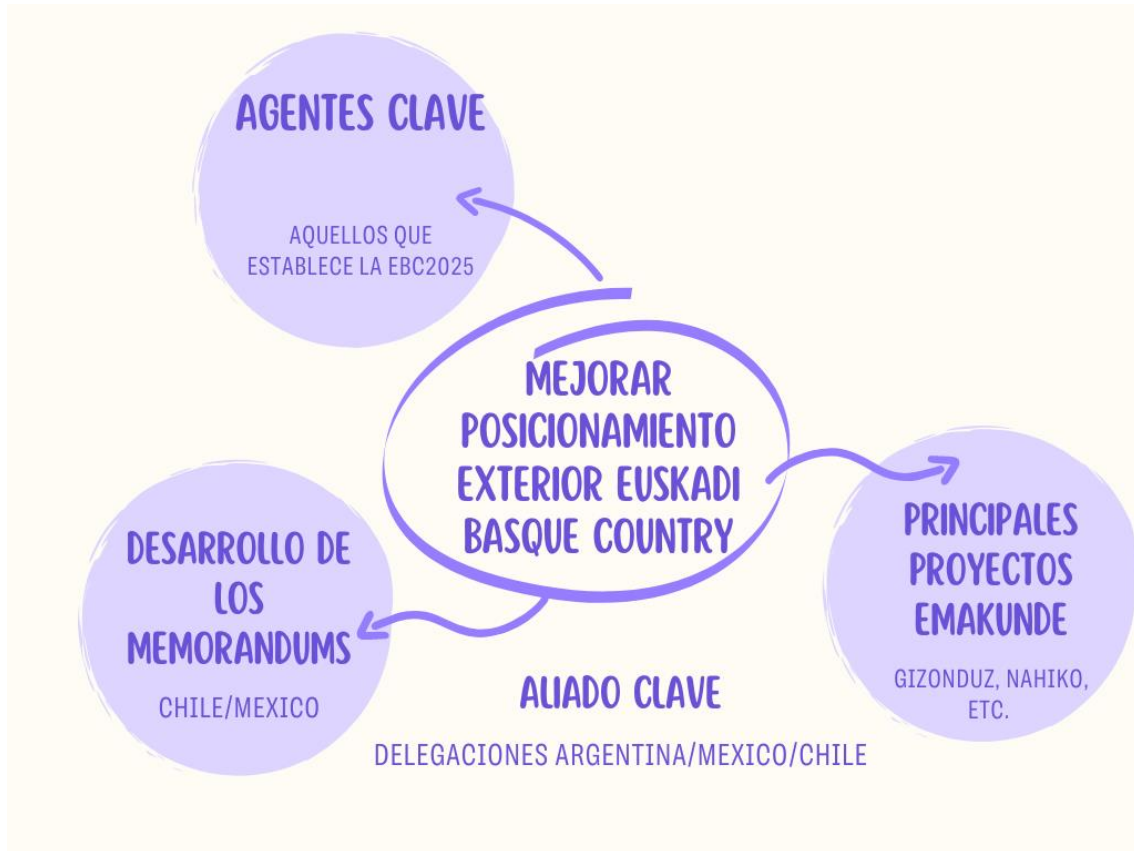 AGENTES CLAVE
AQUELLOS QUE
ESTABLECE LA EBC2025
MEJORAR
POSICIONAMIENTO
EXTERIOR EUSKADI
BASQUE COUNTRY
DESARROLLO DE
LOS
MEMORANDUMS
CHILE/MEXICO
PRINCIPALES
PROYECTOS
EMAKUNDE
GIZONDUZ, NAHIKO,
ETC.
ALIADO CLAVE
DELEGACIONES ARGENTINA/MEXICO/CHILE